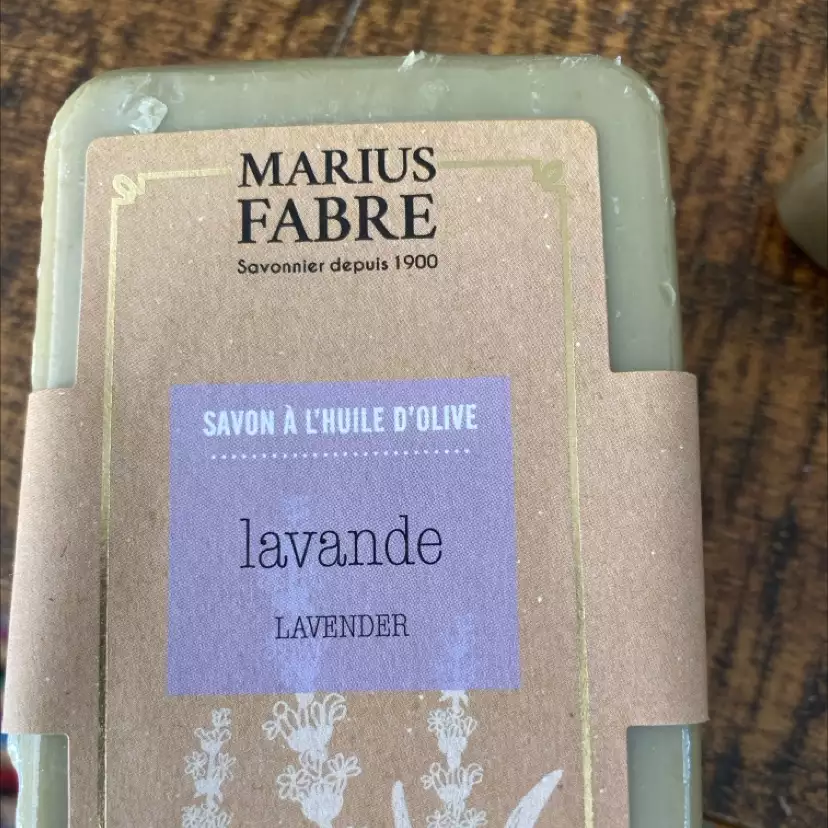 MARIUS
FABRE
Savonnier depuis 1900
SAVON À L'HUILE D'OLIVE
lavande
LAVENDER